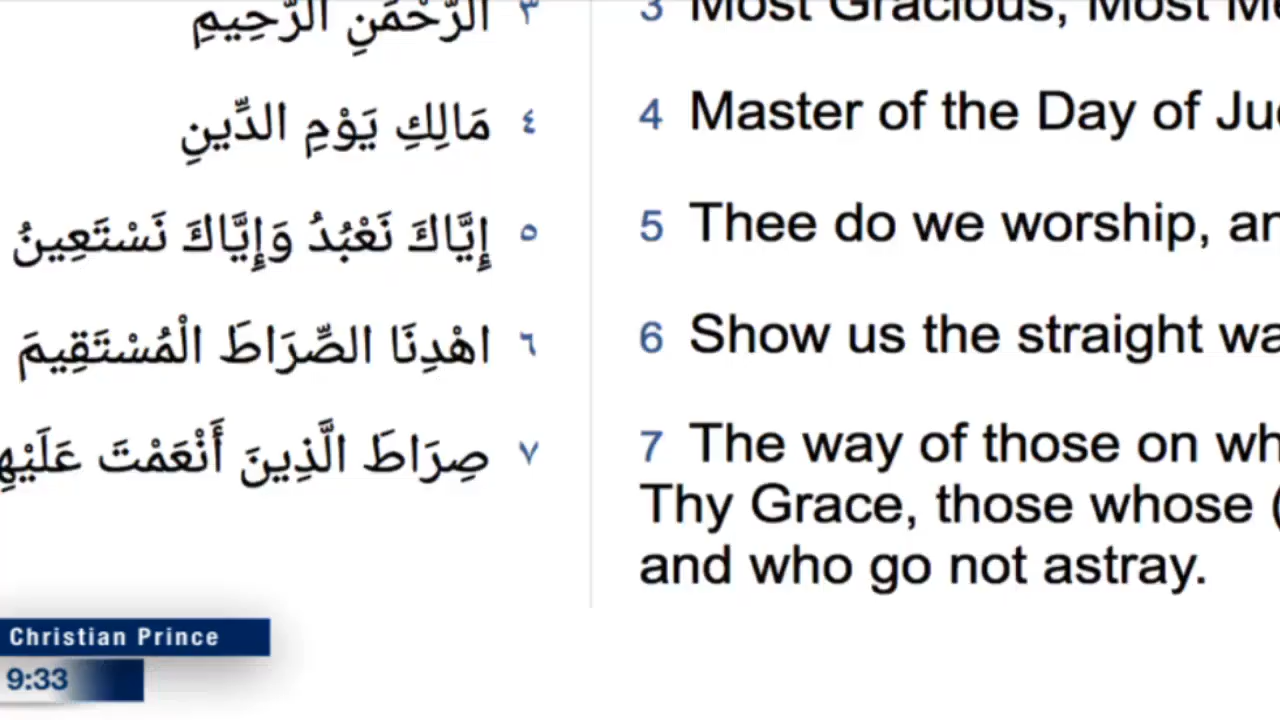 الرَّحْمَنِ الرَّحِيمِ ٣
مَالِكِ يَوْمِ الدِّينِ ٤
إِيَّاكَ نَعْبُدُ وَإِيَّاكَ نَسْتَعِينُ ٥
اهْدِنَا الصِّرَاطَ الْمُسْتَقِيمَ ٦
صِرَاطَ الَّذِينَ أَنْعَمْتَ ٧
3 Most Gracious, Most
4 Master of the Day of
5 Thee do we worship,
6 Show us the straight
7 The way of those on
Thy Grace, those whose (
and who go not astray.
Christian Prince
9:33